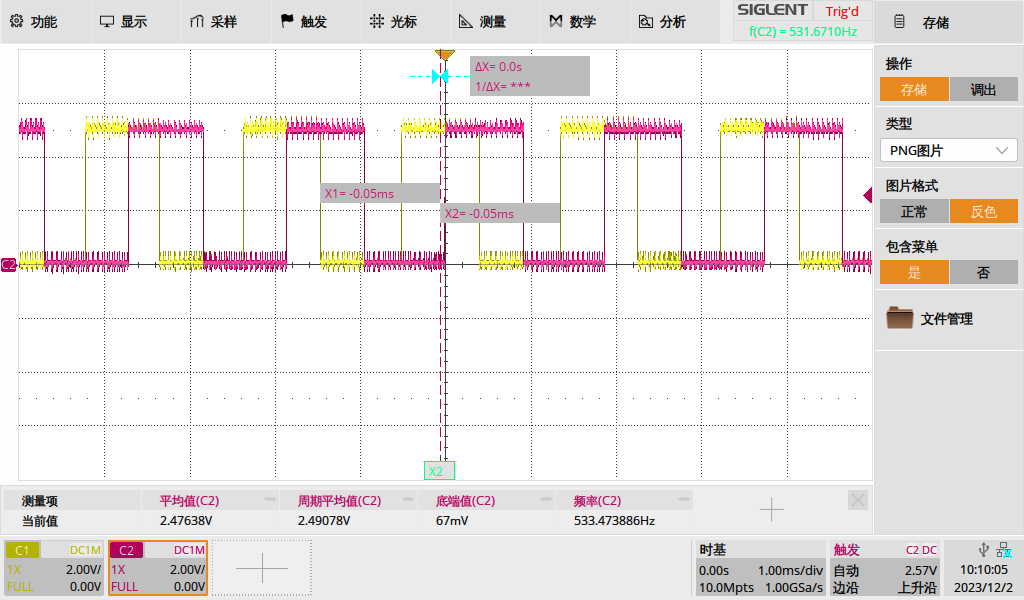 功能 显示 采样 触发 光标 测量 数学 分析 SIGLENT Trig'd 存储
f(C2) = 531.6710Hz
ΔX= 0.0s
1/ΔX= ***
操作
存储 调出
类型
PNG图片
X1= -0.05ms
X2= -0.05ms
图片格式
正常 反色
包含菜单
是 否
C2
文件管理
X2
测量项 平均值(C2) 周期平均值(C2) 底端值(C2) 频率(C2)
当前值 2.47638V 2.49078V 67mV 533.473886Hz
C1 DC1M
1X 2.00V/
FULL 0.00V
C2 DC1M
1X 2.00V/
FULL 0.00V
时基
0.00s 1.00ms/div
10.0Mpts 1.00GSa/s
触发 C2 DC
自动 2.57V
边沿 上升沿
10:10:05
2023/12/2